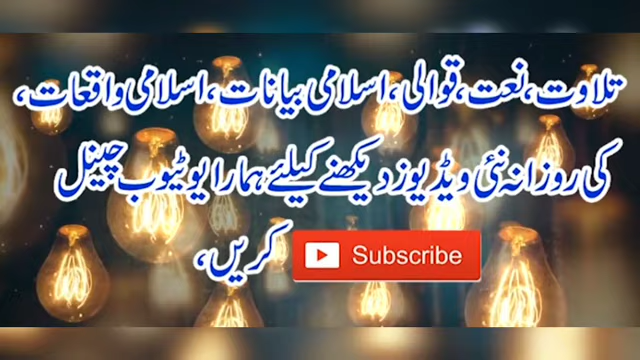 تلاوت، نعت، قوالی، اسلامی بیانات، اسلامی واقعات،
کی روزانہ نئی ویڈیوز دیکھنے کیلئے ہمارا یوٹیوب چینل
Subscribe کریں،